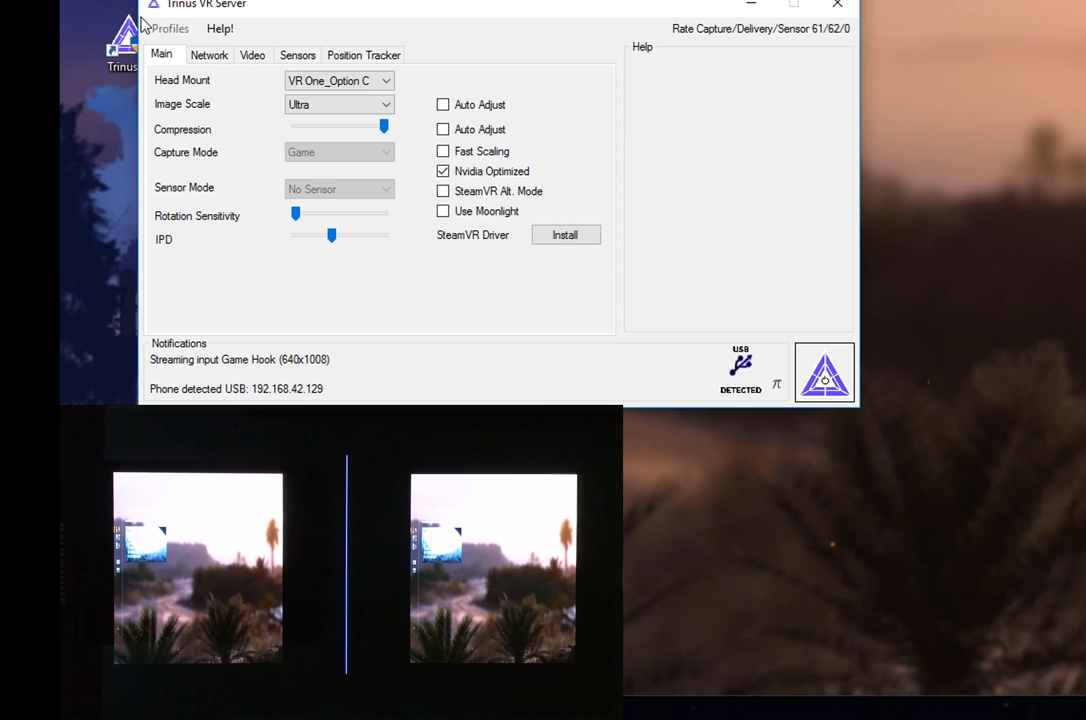 Trinus VR Server
Profiles Help! Rate Capture/Delivery/Sensor 61/62/0
Trinus
Main Network Video Sensors Position Tracker
Help
Head Mount VR One_Option C
Image Scale Ultra Auto Adjust
Compression Auto Adjust
Capture Mode Game Fast Scaling
Nvidia Optimized
Sensor Mode No Sensor SteamVR Alt. Mode
Rotation Sensitivity Use Moonlight
IPD SteamVR Driver Install
Notifications
Streaming input Game Hook (640x1008)
Phone detected USB: 192.168.42.129
USB
DETECTED
π